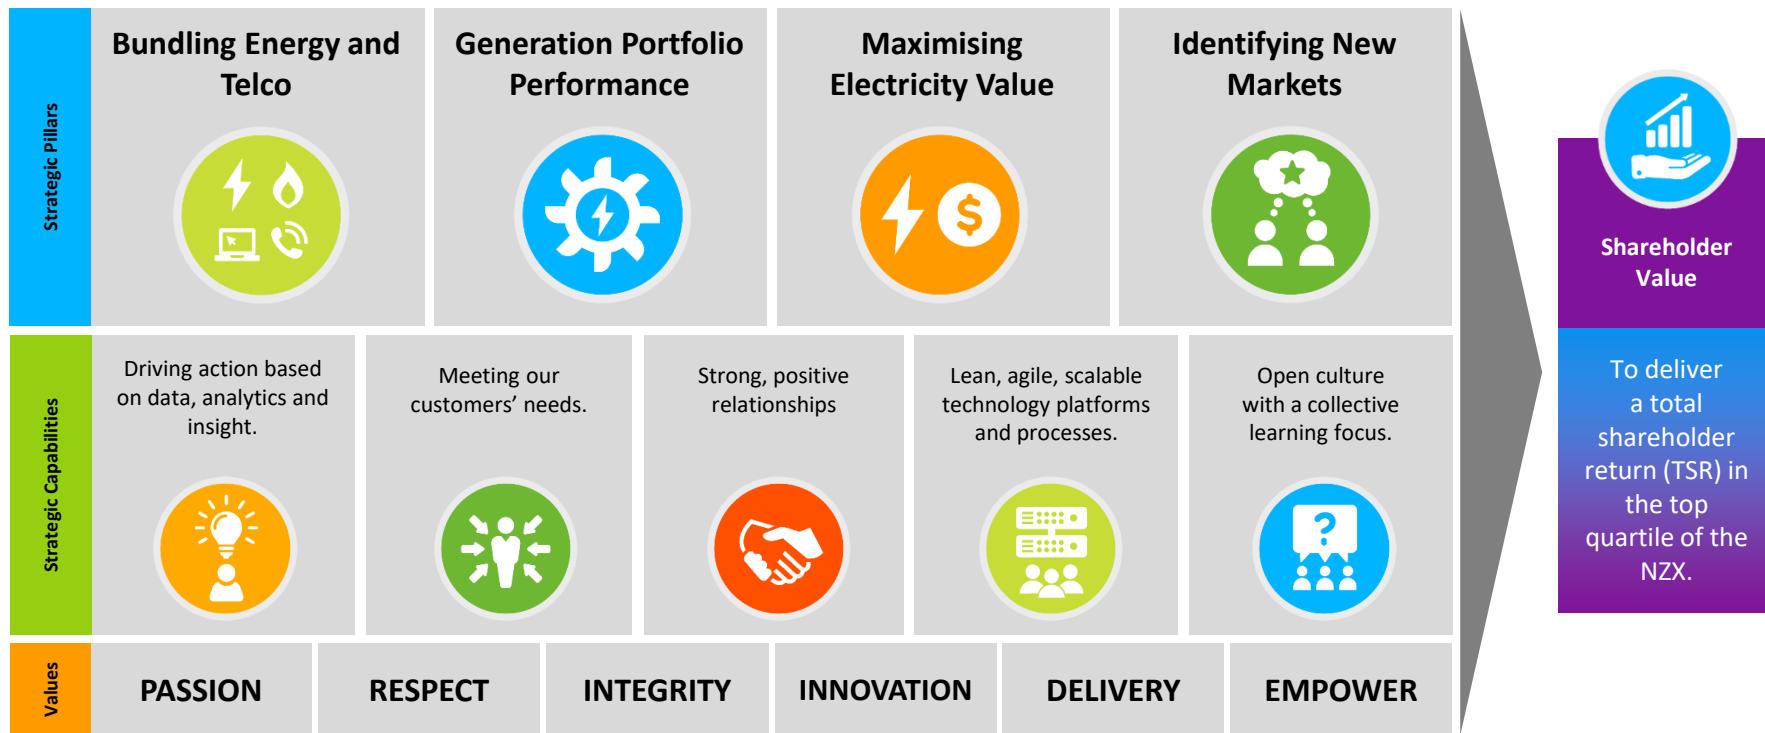 Strategic Pillars
Bundling Energy and
Telco
Generation Portfolio
Performance
Maximising
Electricity Value
$
Identifying New
Markets
Strategic Capabilities
Driving action based
on data, analytics and
insight.
Meeting our
customers’ needs.
Strong, positive
relationships
Lean, agile, scalable
technology platforms
and processes.
Open culture
with a collective
learning focus.
?
Values
PASSION
RESPECT
INTEGRITY
INNOVATION
DELIVERY
EMPOWER
Shareholder
Value
To deliver
a total
shareholder
return (TSR) in
the top
quartile of the
NZX.